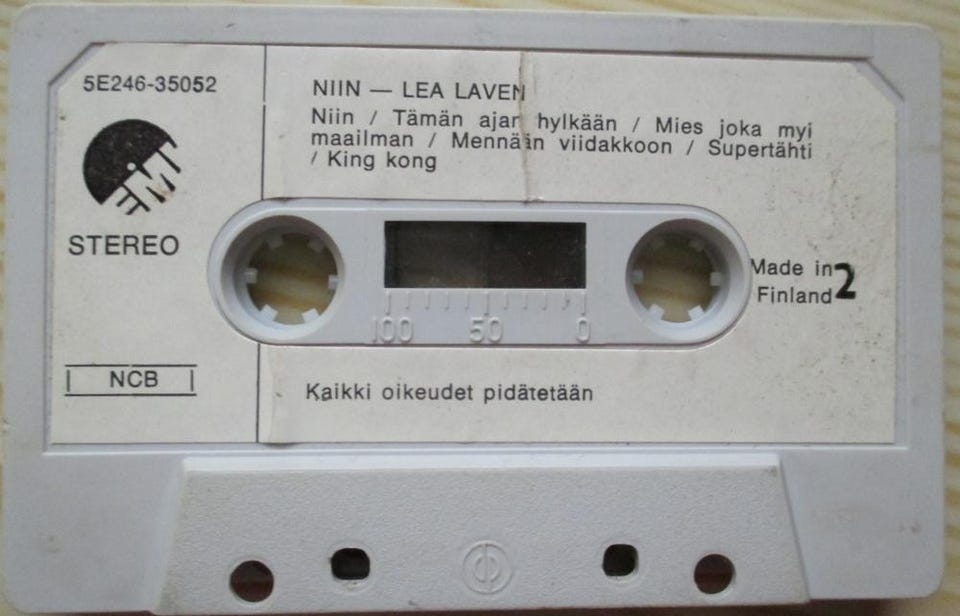 5E246-35052
EMI
STEREO
NCB
NIIN — LEA LAVEN
Niin / Tämän ajan hylkään / Mies joka myi
maailman / Mennään viidakkoon / Supertähti
/ King kong
Made in
Finland
2
100 50 0
Kaikki oikeudet pidätetään